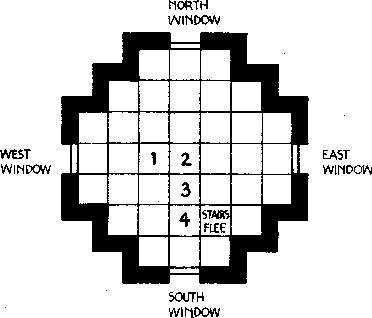 NORTH
WINDOW
WEST
WINDOW
1 2
EAST
WINDOW
3
4
STAIRS
FLEE
SOUTH
WINDOW